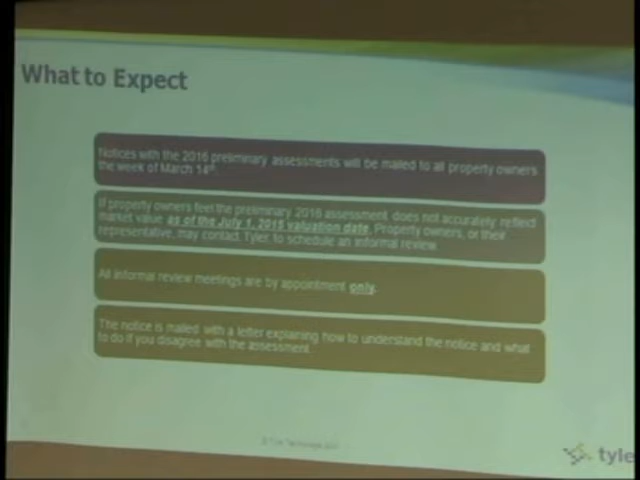 What to Expect
Notices with the 2016 preliminary assessments will be mailed to all property owners
the week of March 14th.
If property owners feel the preliminary 2016 assessment does not accurately reflect
market value as of the July 1, 2015 valuation date. Property owners, or their
representative, may contact Tyler to schedule an informal review.
All informal review meetings are by appointment only.
The notice is mailed with a letter explaining how to understand the notice and what
to do if you disagree with the assessment.
tyle